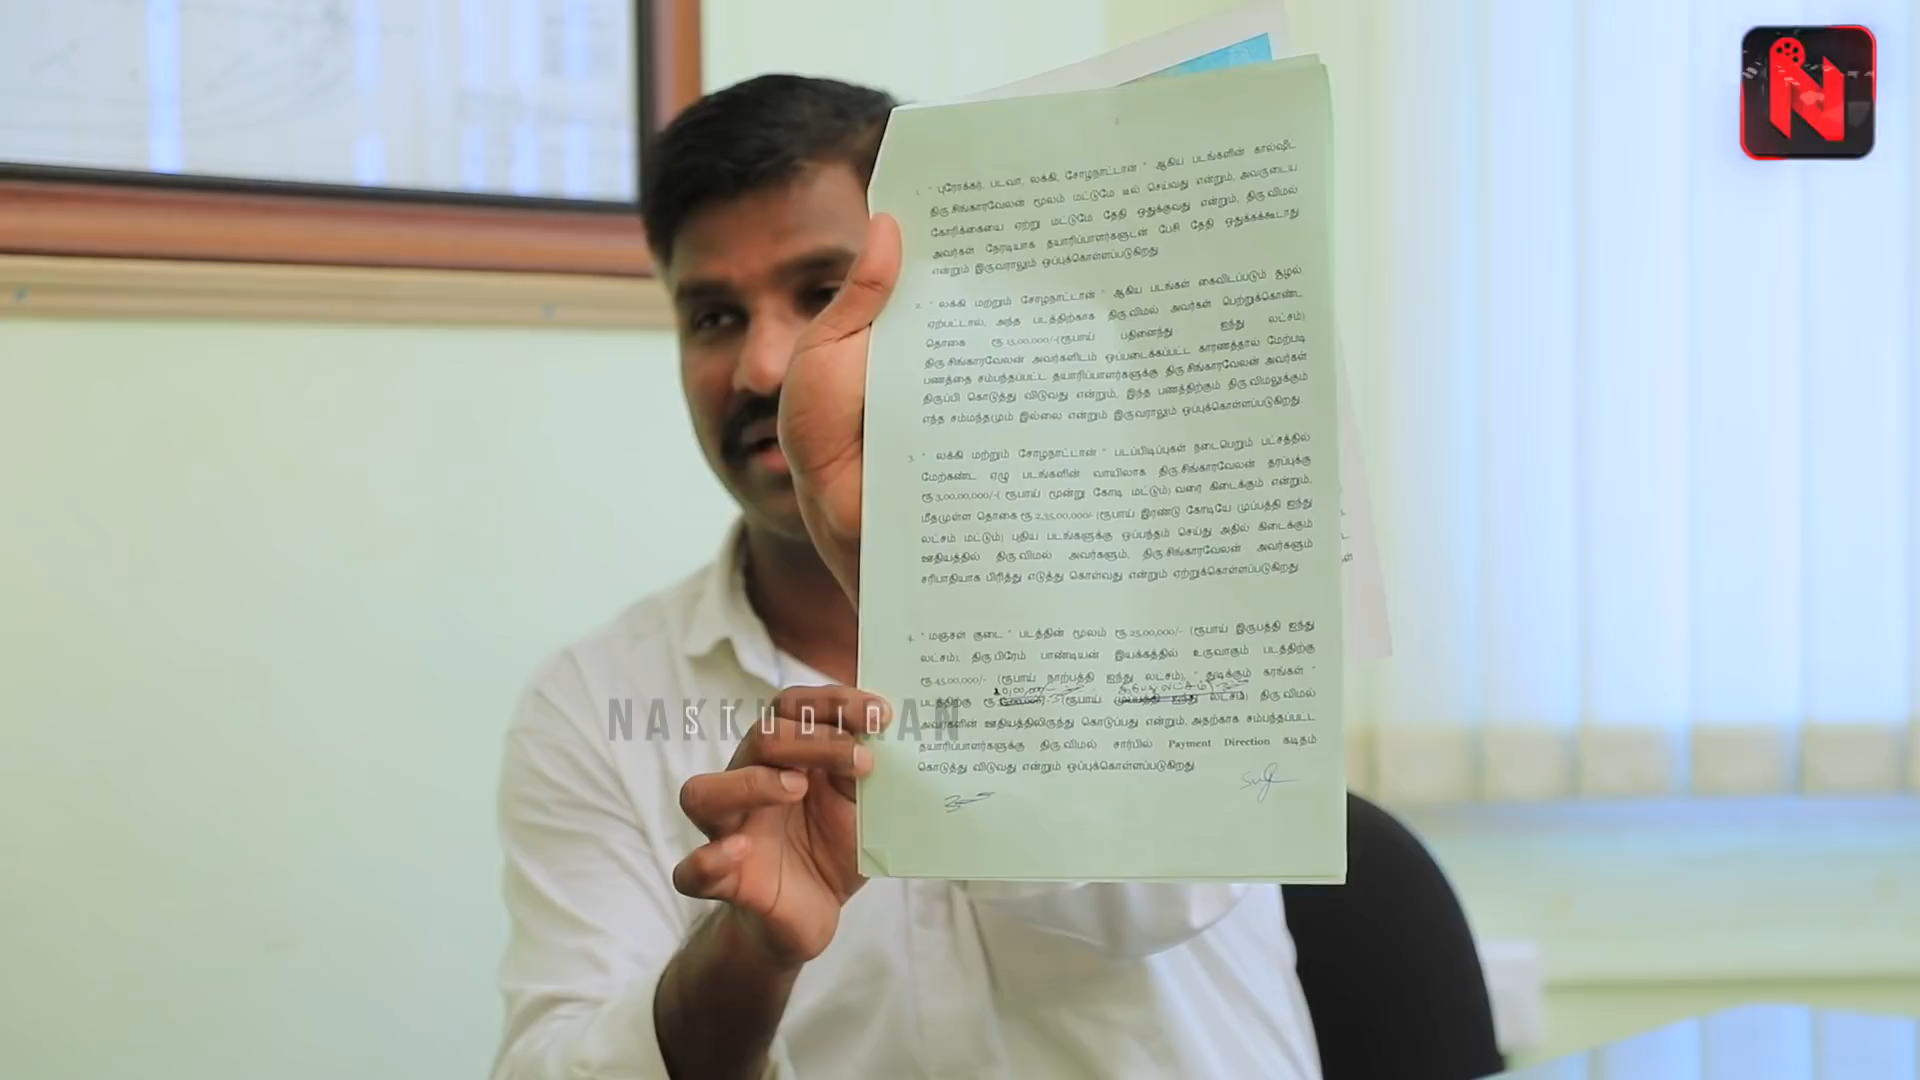 1. " புரோக்கர், படவா, லக்கி, சோழநாட்டான் " ஆகிய படங்களின் கால்ஷீட்
திரு.சிங்காரவேலன் மூலம் மட்டுமே டீல் செய்வது என்றும், அவருடைய
கோரிக்கையை ஏற்று மட்டுமே தேதி ஒதுக்குவது என்றும், திரு.விமல்
அவர்கள் நேரடியாக தயாரிப்பாளர்களுடன் பேசி தேதி ஒதுக்கக்கூடாது
என்றும் இருவராலும் ஒப்புக்கொள்ளப்படுகிறது.
2. " லக்கி மற்றும் சோழநாட்டான் " ஆகிய படங்கள் கைவிடப்படும் சூழல்
ஏற்பட்டால், அந்த படத்திற்காக திரு.விமல் அவர்கள் பெற்றுக்கொண்ட
தொகை ரூ.15,00,000/-(ரூபாய் பதினைந்து ஐந்து லட்சம்)
திரு.சிங்காரவேலன் அவர்களிடம் ஒப்படைக்கப்பட்ட காரணத்தால் மேற்படி
பணத்தை சம்பந்தப்பட்ட தயாரிப்பாளர்களுக்கு திரு.சிங்காரவேலன் அவர்கள்
திருப்பி கொடுத்து விடுவது என்றும், இந்த பணத்திற்கும் திரு.விமலுக்கும்
எந்த சம்மந்தமும் இல்லை என்றும் இருவராலும் ஒப்புக்கொள்ளப்படுகிறது.
3. " லக்கி மற்றும் சோழநாட்டான் " படப்பிடிப்புகள் நடைபெறும் பட்சத்தில்
மேற்கண்ட ஏழு படங்களின் வாயிலாக திரு.சிங்காரவேலன் தரப்புக்கு
ரூ.3,00,00,000/-( ரூபாய் மூன்று கோடி மட்டும்) வரை கிடைக்கும் என்றும்,
மீதமுள்ள தொகை ரூ.2,35,00,000/- (ரூபாய் இரண்டு கோடியே முப்பத்தி ஐந்து
லட்சம் மட்டும்) புதிய படங்களுக்கு ஒப்பந்தம் செய்து அதில் கிடைக்கும்
ஊதியத்தில் திரு.விமல் அவர்களும், திரு.சிங்காரவேலன் அவர்களும்
சரிபாதியாக பிரித்து எடுத்து கொள்வது என்றும் ஏற்றுக்கொள்ளப்படுகிறது.
4. " மஞ்சள் குடை " படத்தின் மூலம் ரூ.25,00,000/- (ரூபாய் இருபத்தி ஐந்து
லட்சம்), திரு.பிரேம் பாண்டியன் இயக்கத்தில் உருவாகும் படத்திற்கு
ரூ.45,00,000/- (ரூபாய் நாற்பத்தி ஐந்து லட்சம்), " துடிக்கும் கரங்கள் "
படத்திற்கு ரூ. (ரூபாய் முப்பத்தி ஐந்து லட்சம்) திரு.விமல்
அவர்களின் ஊதியத்திலிருந்து கொடுப்பது என்றும், அதற்காக சம்பந்தப்பட்ட
தயாரிப்பாளர்களுக்கு திரு.விமல் சார்பில் Payment Direction கடிதம்
கொடுத்து விடுவது என்றும் ஒப்புக்கொள்ளப்படுகிறது.
NAKKHEERAN
STUDIO
N